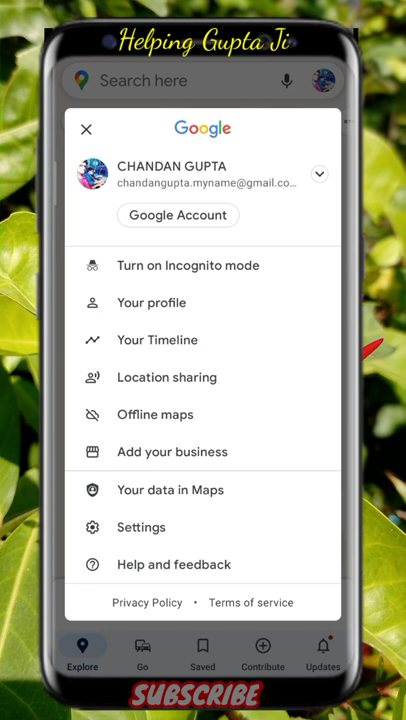 Helping Gupta Ji
Search here
Google
CHANDAN GUPTA
chandangupta.myname@gmail.co...
Google Account
Turn on Incognito mode
Your profile
Your Timeline
Location sharing
Offline maps
Add your business
Your data in Maps
Settings
Help and feedback
Privacy Policy • Terms of service
Explore Go Saved Contribute Updates
SUBSCRIBE